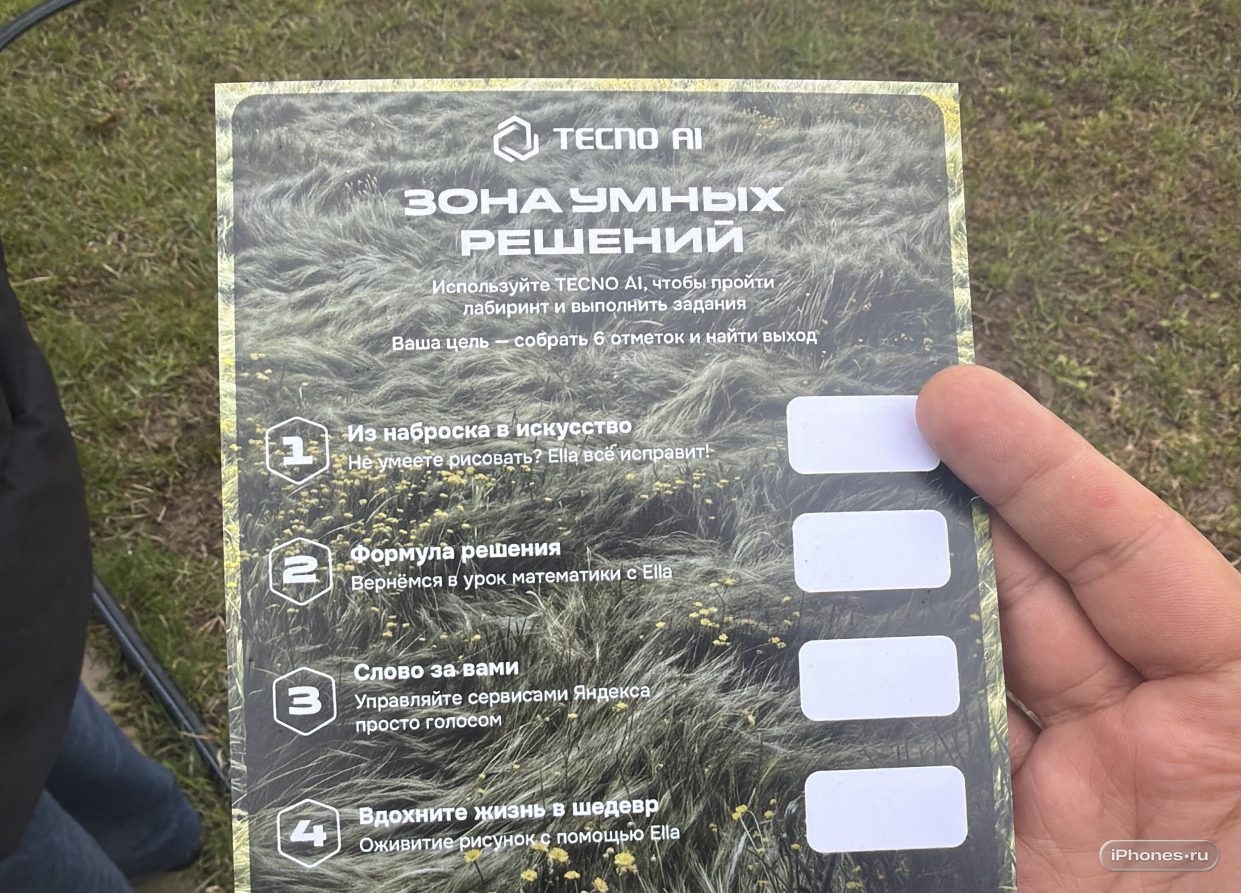 TECNO AI
ЗОНА УМНЫХ
РЕШЕНИЙ
Используйте TECNO AI, чтобы пройти
лабиринт и выполнить задания
Ваша цель — собрать 6 отметок и найти выход
1
Из наброска в искусство
Не умеете рисовать? Ella всё исправит!
2
Формула решения
Вернёмся в урок математики с Ella
3
Слово за вами
Управляйте сервисами Яндекса
просто голосом
4
Вдохните жизнь в шедевр
Оживитие рисунок с помощью Ella
iPhones.ru